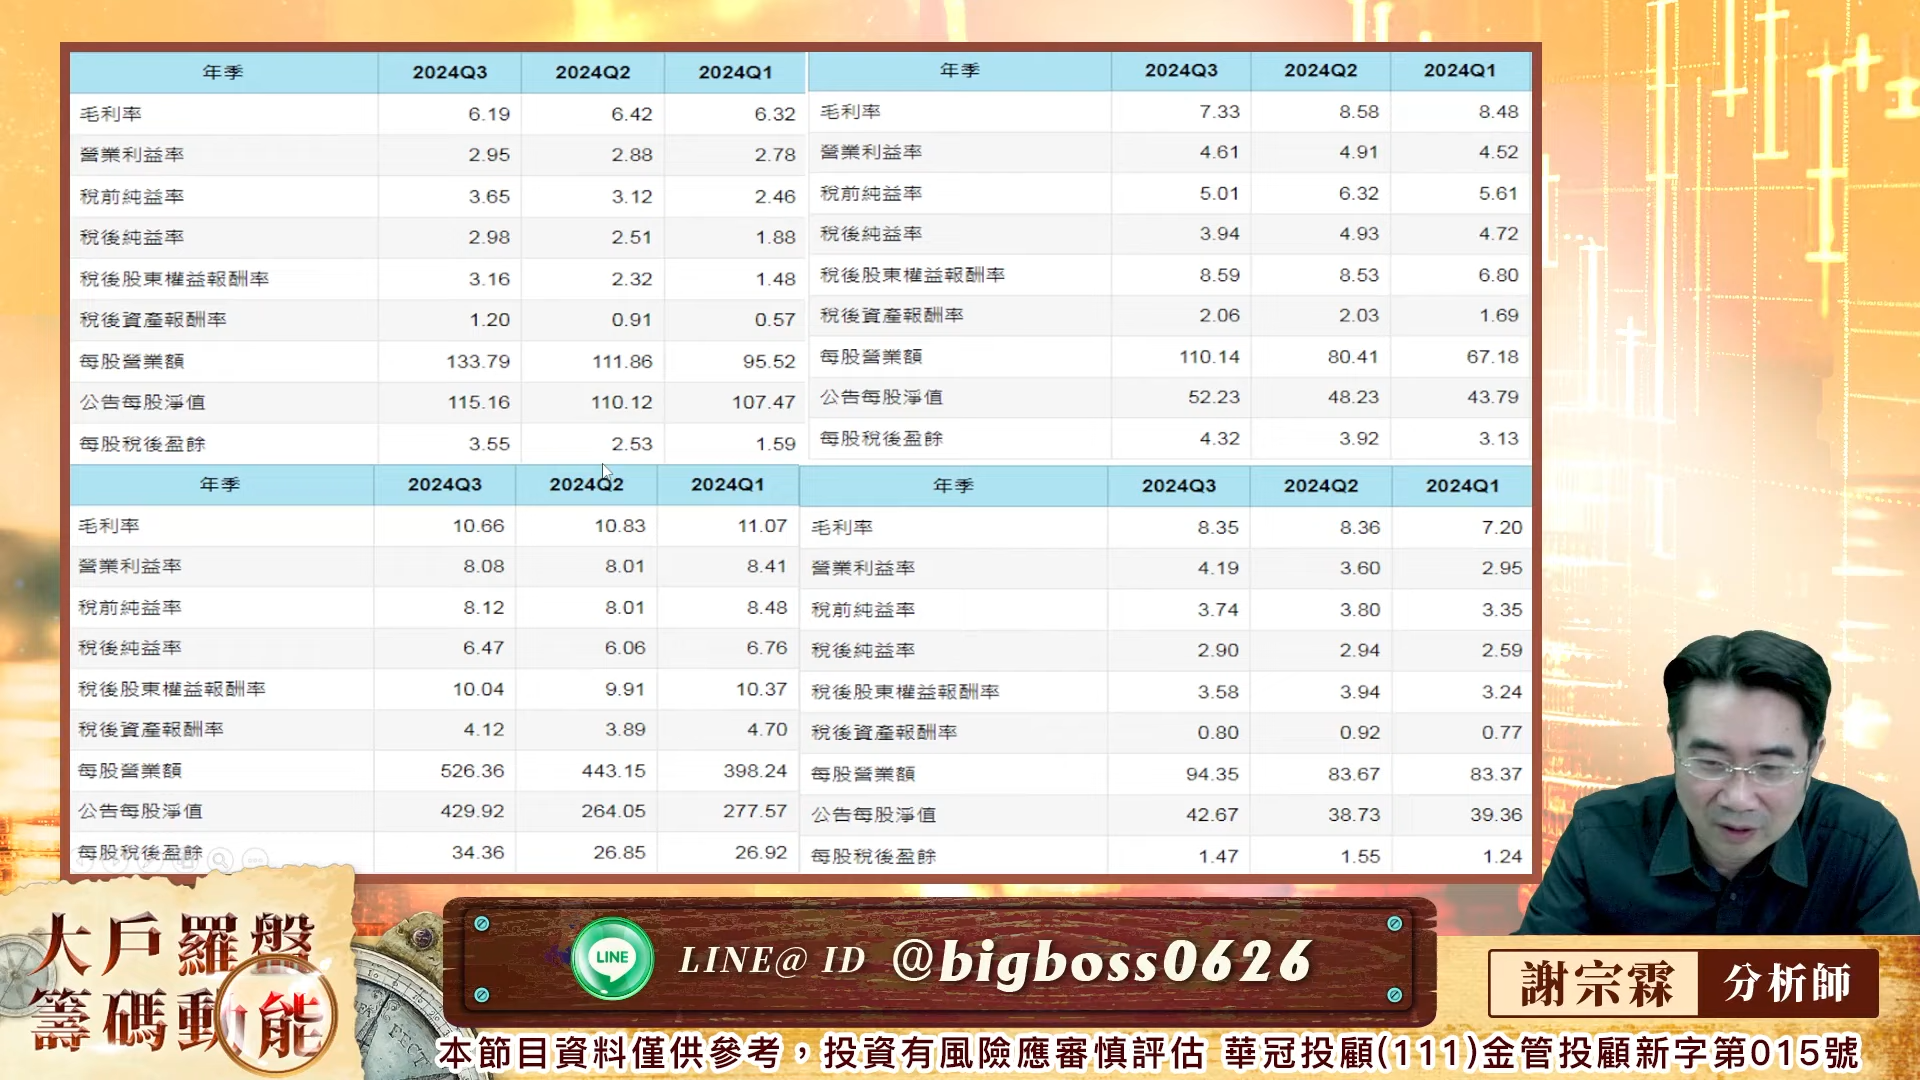 年季 2024Q3 2024Q2 2024Q1
毛利率 6.19 6.42 6.32
營業利益率 2.95 2.88 2.78
稅前純益率 3.65 3.12 2.46
稅後純益率 2.98 2.51 1.88
稅後股東權益報酬率 3.16 2.32 1.48
稅後資產報酬率 1.20 0.91 0.57
每股營業額 133.79 111.86 95.52
公告每股淨值 115.16 110.12 107.47
每股稅後盈餘 3.55 2.53 1.59
年季 2024Q3 2024Q2 2024Q1
毛利率 7.33 8.58 8.48
營業利益率 4.61 4.91 4.52
稅前純益率 5.01 6.32 5.61
稅後純益率 3.94 4.93 4.72
稅後股東權益報酬率 8.59 8.53 6.80
稅後資產報酬率 2.06 2.03 1.69
每股營業額 110.14 80.41 67.18
公告每股淨值 52.23 48.23 43.79
每股稅後盈餘 4.32 3.92 3.13
年季 2024Q3 2024Q2 2024Q1
毛利率 10.66 10.83 11.07
營業利益率 8.08 8.01 8.41
稅前純益率 8.12 8.01 8.48
稅後純益率 6.47 6.06 6.76
稅後股東權益報酬率 10.04 9.91 10.37
稅後資產報酬率 4.12 3.89 4.70
每股營業額 526.36 443.15 398.24
公告每股淨值 429.92 264.05 277.57
每股稅後盈餘 34.36 26.85 26.92
年季 2024Q3 2024Q2 2024Q1
毛利率 8.35 8.36 7.20
營業利益率 4.19 3.60 2.95
稅前純益率 3.74 3.80 3.35
稅後純益率 2.90 2.94 2.59
稅後股東權益報酬率 3.58 3.94 3.24
稅後資產報酬率 0.80 0.92 0.77
每股營業額 94.35 83.67 83.37
公告每股淨值 42.67 38.73 39.36
每股稅後盈餘 1.47 1.55 1.24
大戶羅盤
籌碼動能
LINE
LINE@ ID @bigboss0626
謝宗霖 分析師
本節目資料僅供參考，投資有風險應審慎評估 華冠投顧(111)金管投顧新字第015號